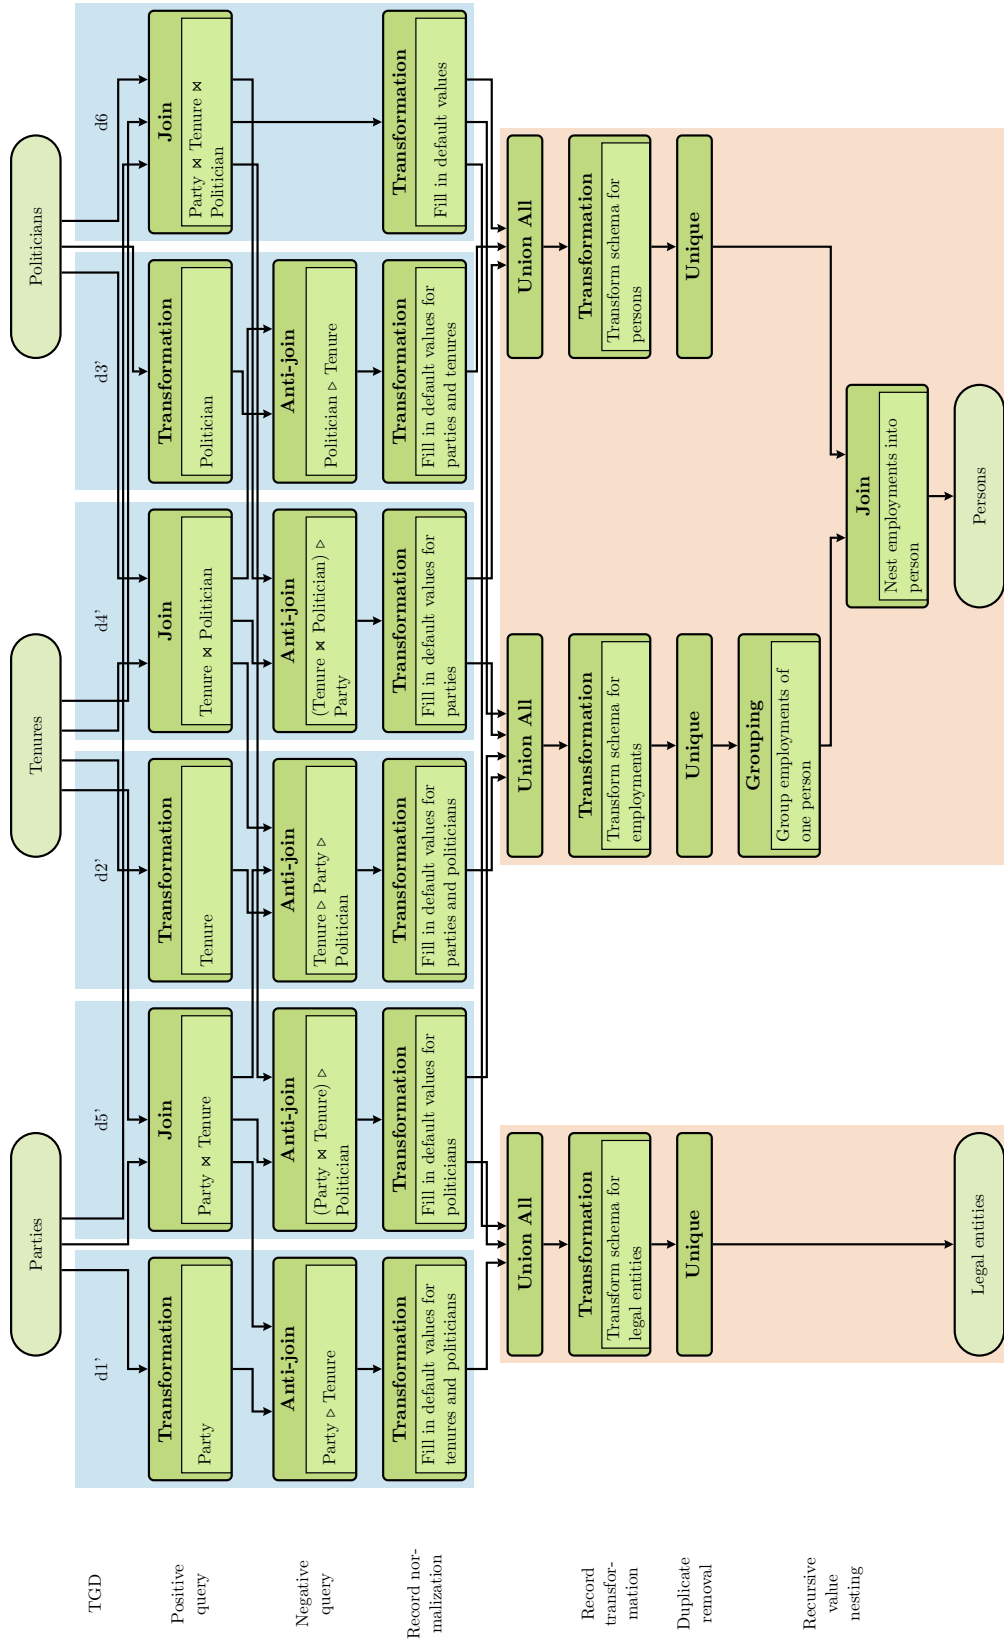 Parties
Tenures
Politicians
TGD
d1’
d5’
d2’
d4’
d3’
d6
Positive
query
Transformation
Party
Join
Party ⋈ Tenure
Transformation
Tenure
Join
Tenure ⋈ Politician
Transformation
Politician
Join
Party ⋈ Tenure ⋈
Politician
Negative
query
Anti-join
Party ▷ Tenure
Anti-join
(Party ⋈ Tenure) ▷
Politician
Anti-join
Tenure ▷ Party ▷
Politician
Anti-join
(Tenure ⋈ Politician) ▷
Party
Anti-join
Politician ▷ Tenure
Record nor-
malization
Transformation
Fill in default values for
tenures and politicians
Transformation
Fill in default values for
politicians
Transformation
Fill in default values for
parties and politicians
Transformation
Fill in default values for
parties
Transformation
Fill in default values for
parties and tenures
Transformation
Fill in default values
Union All
Union All
Union All
Record
transfor-
mation
Transformation
Transform schema for
legal entities
Transformation
Transform schema for
employments
Transformation
Transform schema for
persons
Duplicate
removal
Unique
Unique
Unique
Recursive
value
nesting
Grouping
Group employments of
one person
Join
Nest employments into
person
Legal entities
Persons